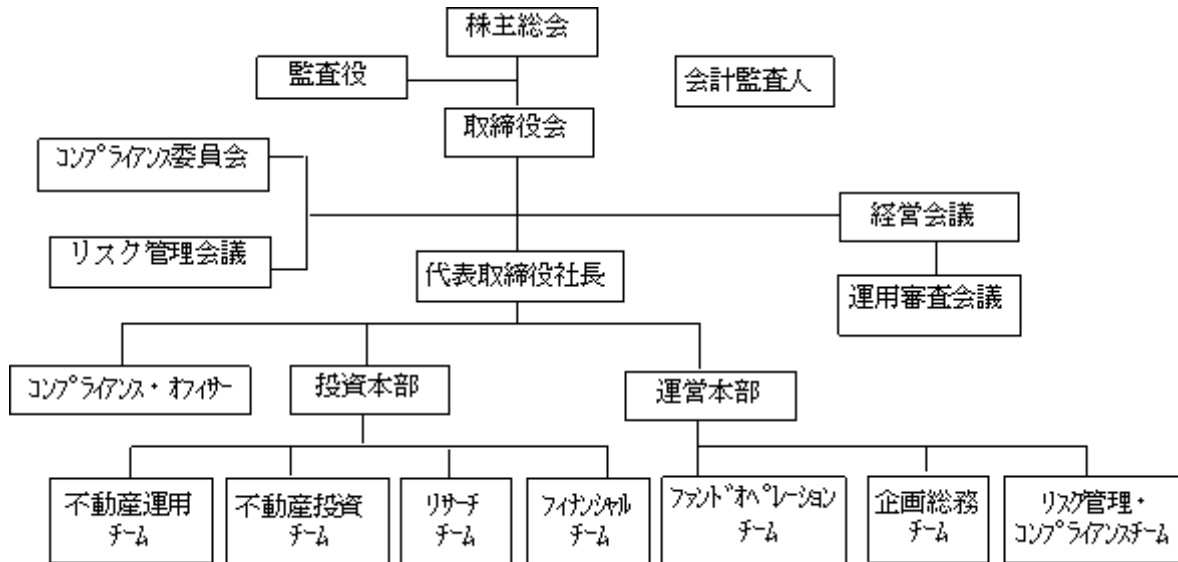 株主総会
監査役
会計監査人
取締役会
ｺﾝﾌﾟﾗｲｱﾝｽ委員会
経営会議
リスク管理会議
代表取締役社長
運用審査会議
ｺﾝﾌﾟﾗｲｱﾝｽ・ｵﾌｨｻｰ
投資本部
運営本部
不動産運用
ﾁｰﾑ
不動産投資
ﾁｰﾑ
ﾘｻｰﾁ
ﾁｰﾑ
ﾌｨﾅﾝｼｬﾙ
ﾁｰﾑ
ﾌｧﾝﾄﾞｵﾍﾟﾚｰｼｮﾝ
ﾁｰﾑ
企画総務
ﾁｰﾑ
ﾘｽｸ管理・
ｺﾝﾌﾟﾗｲｱﾝｽﾁｰﾑ